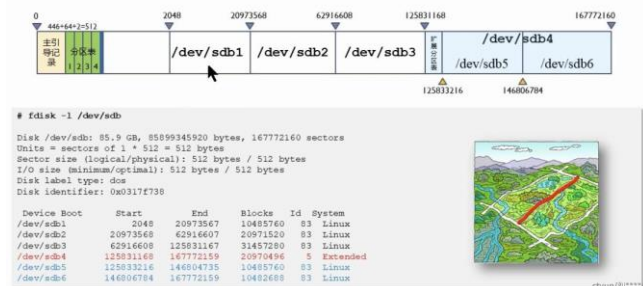 0 2048 20973568 62916608 125831168 167772160
446+64+2=512
主引导记录
分区表
1 2 3 4
/dev/sdb1
/dev/sdb2
/dev/sdb3
扩展分区表
/dev/sdb4
/dev/sdb5
/dev/sdb6
125833216 146806784
# fdisk -l /dev/sdb
Disk /dev/sdb: 85.9 GB, 85899345920 bytes, 167772160 sectors
Units = sectors of 1 * 512 = 512 bytes
Sector size (logical/physical): 512 bytes / 512 bytes
I/O size (minimum/optimal): 512 bytes / 512 bytes
Disk label type: dos
Disk identifier: 0x0317f738
Device Boot Start End Blocks Id System
/dev/sdb1 2048 20973567 10485760 83 Linux
/dev/sdb2 20973568 62916607 20971520 83 Linux
/dev/sdb3 62916608 125831167 31457280 83 Linux
/dev/sdb4 125831168 167772159 20970496 5 Extended
/dev/sdb5 125833216 146804735 10485760 83 Linux
/dev/sdb6 146806784 167772159 10482688 83 Linux